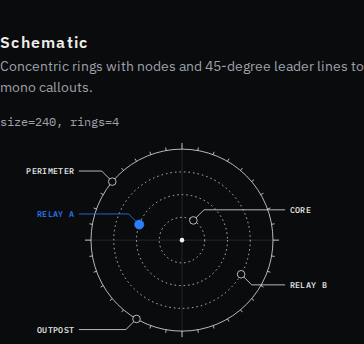 Schematic
Concentric rings with nodes and 45-degree leader lines to
mono callouts.
size=240, rings=4
PERIMETER
RELAY A
CORE
RELAY B
OUTPOST